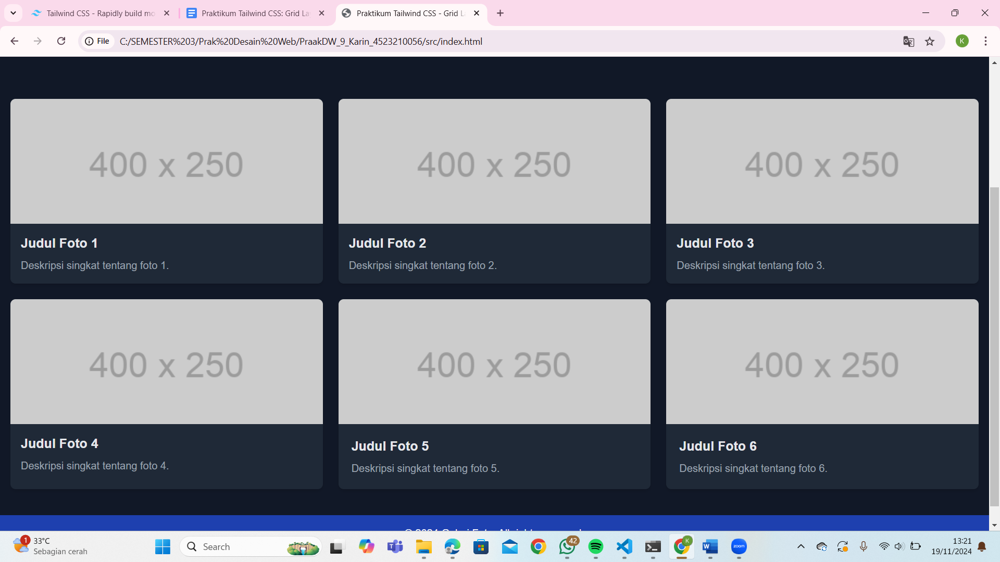 Tailwind CSS - Rapidly build mo
Praktikum Tailwind CSS: Grid La
Praktikum Tailwind CSS - Grid L
File
C:/SEMESTER%203/Prak%20Desain%20Web/PraakDW_9_Karin_4523210056/src/index.html
K
400 x 250
400 x 250
400 x 250
Judul Foto 1
Judul Foto 2
Judul Foto 3
Deskripsi singkat tentang foto 1.
Deskripsi singkat tentang foto 2.
Deskripsi singkat tentang foto 3.
400 x 250
400 x 250
400 x 250
Judul Foto 4
Judul Foto 5
Judul Foto 6
Deskripsi singkat tentang foto 4.
Deskripsi singkat tentang foto 5.
Deskripsi singkat tentang foto 6.
1
33°C
Sebagian cerah
Search
42
K
W
zoom
13:21
19/11/2024